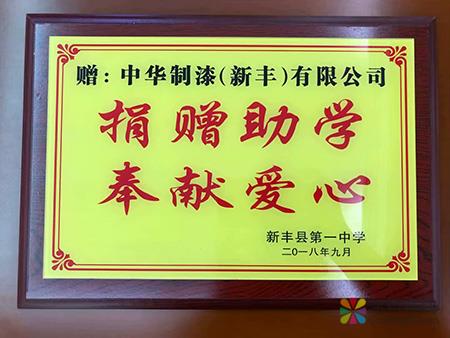 赠：中华制漆(新丰)有限公司
捐赠助学
奉献爱心
新丰县第一中学
二〇一八年九月